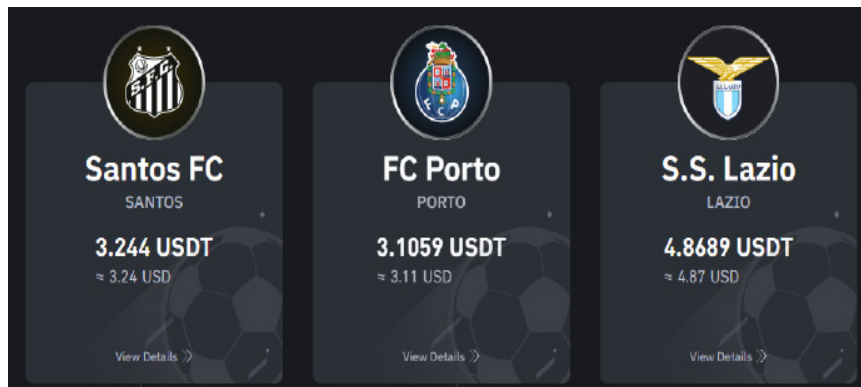 S.F.C.
Santos FC
SANTOS
3.244 USDT
≈ 3.24 USD
View Details
F C P
FC Porto
PORTO
3.1059 USDT
≈ 3.11 USD
View Details
S.S. LAZIO
S.S. Lazio
LAZIO
4.8689 USDT
≈ 4.87 USD
View Details